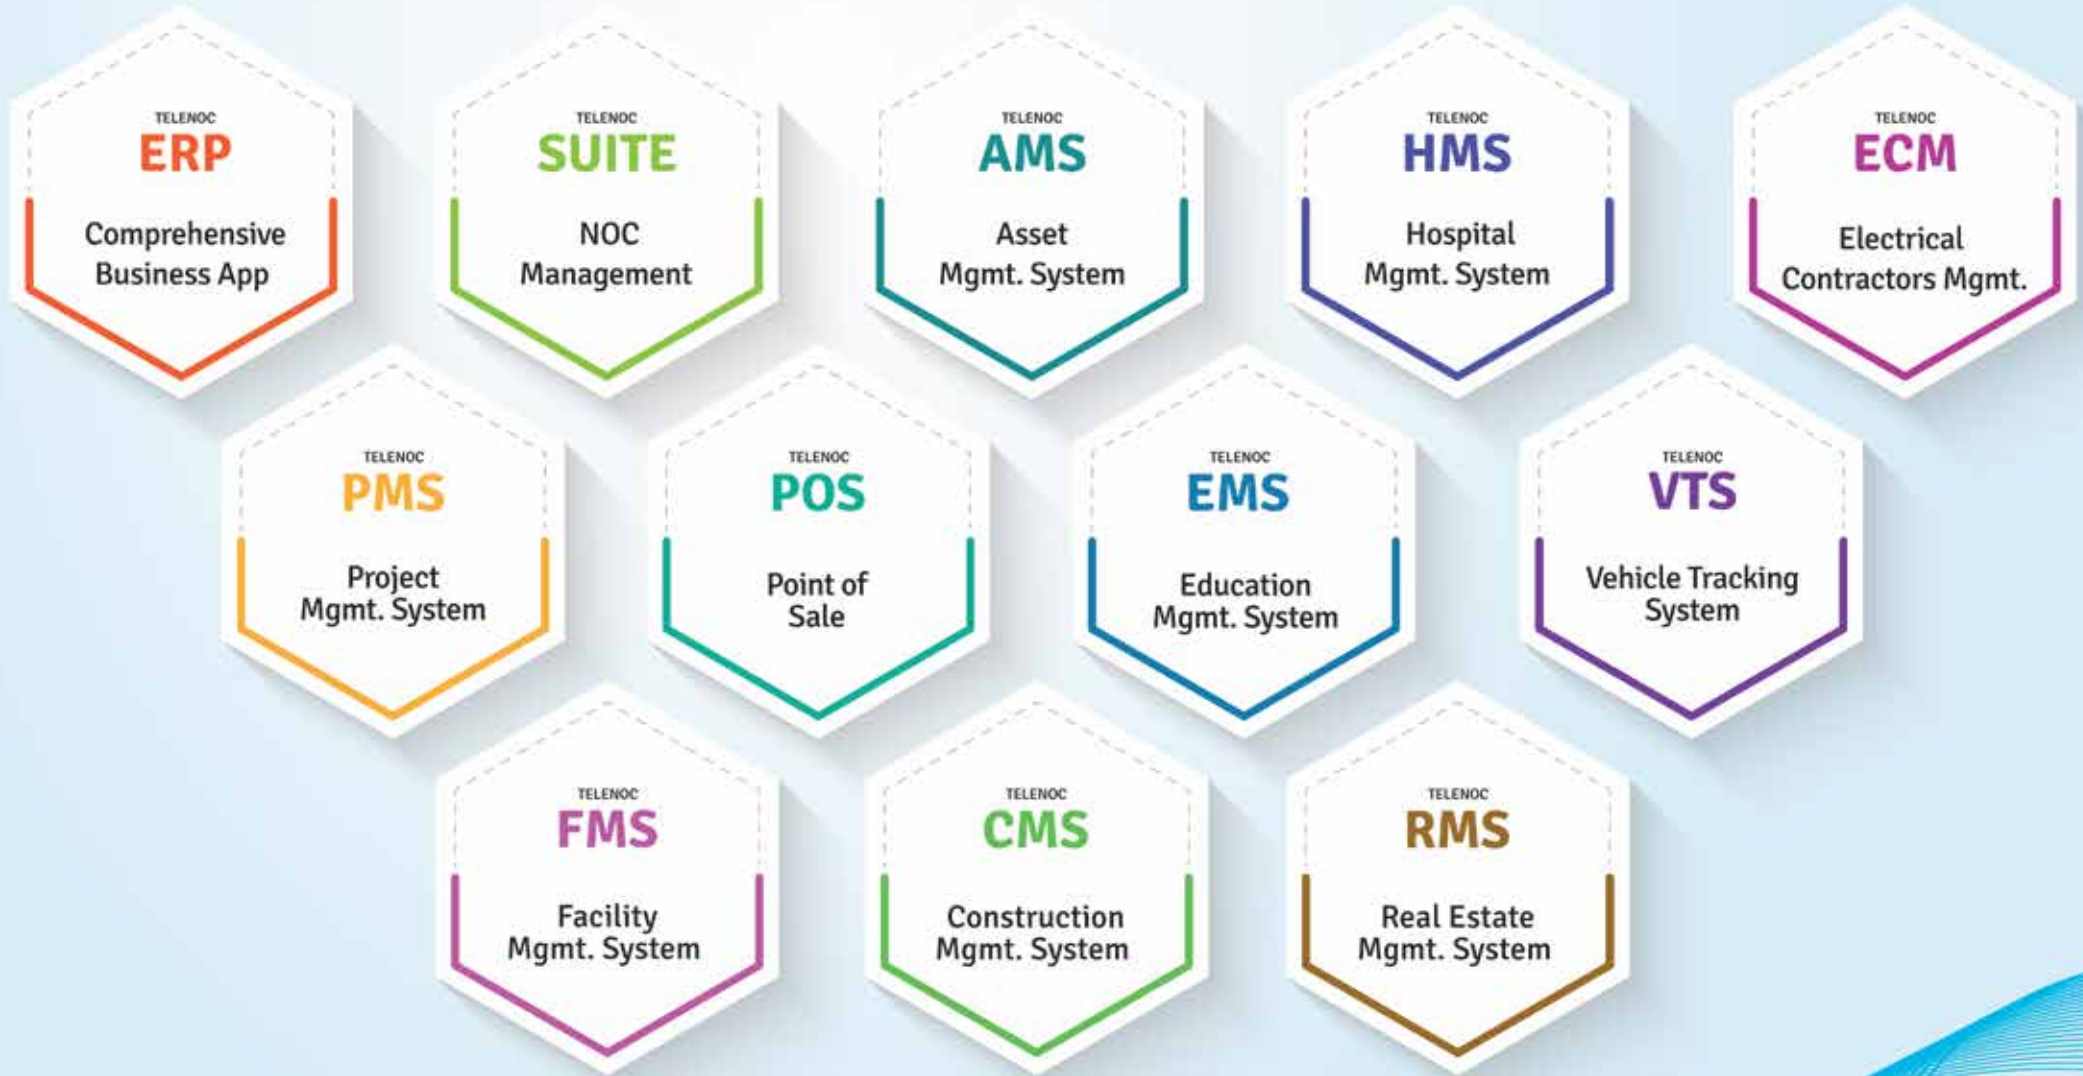 TELENOC
ERP
Comprehensive
Business App
TELENOC
SUITE
NOC
Management
TELENOC
AMS
Asset
Mgmt. System
TELENOC
HMS
Hospital
Mgmt. System
TELENOC
ECM
Electrical
Contractors Mgmt.
TELENOC
PMS
Project
Mgmt. System
TELENOC
POS
Point of
Sale
TELENOC
EMS
Education
Mgmt. System
TELENOC
VTS
Vehicle Tracking
System
TELENOC
FMS
Facility
Mgmt. System
TELENOC
CMS
Construction
Mgmt. System
TELENOC
RMS
Real Estate
Mgmt. System